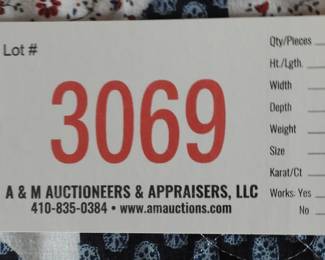 Lot #
3069
A & M AUCTIONEERS & APPRAISERS, LLC
410-835-0384 • www.amauctions.com
Qty/Pieces
Ht./Lgth.
Width
Depth
Weight
Size
Karat/Ct
Works: Yes
No